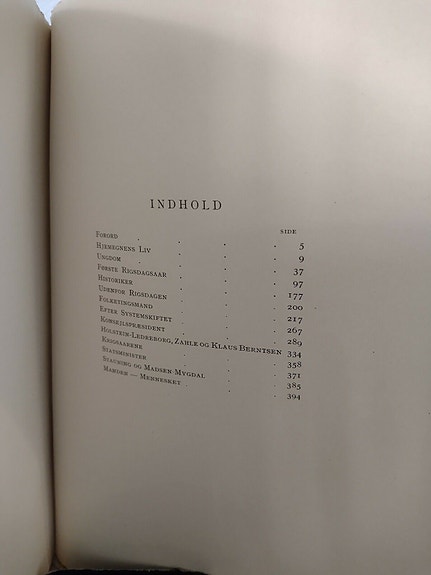 INDHOLD
SIDE
Forord . . . . 5
Hjemegnens Liv . . . 9
Ungdom . . . . 37
Første Rigsdagsaar . . . 97
Historiker . . . 177
Udenfor Rigsdagen . . . 200
Folketingsmand . . . 217
Efter Systemskiftet . . . 267
Konsejlspræsident . . . 289
Holstein-Ledreborg, Zahle og Klaus Berntsen 334
Krigsaarene . . . 358
Statsminister . . . 371
Stauning og Madsen-Mygdal . . 385
Manden — Mennesket . . 394